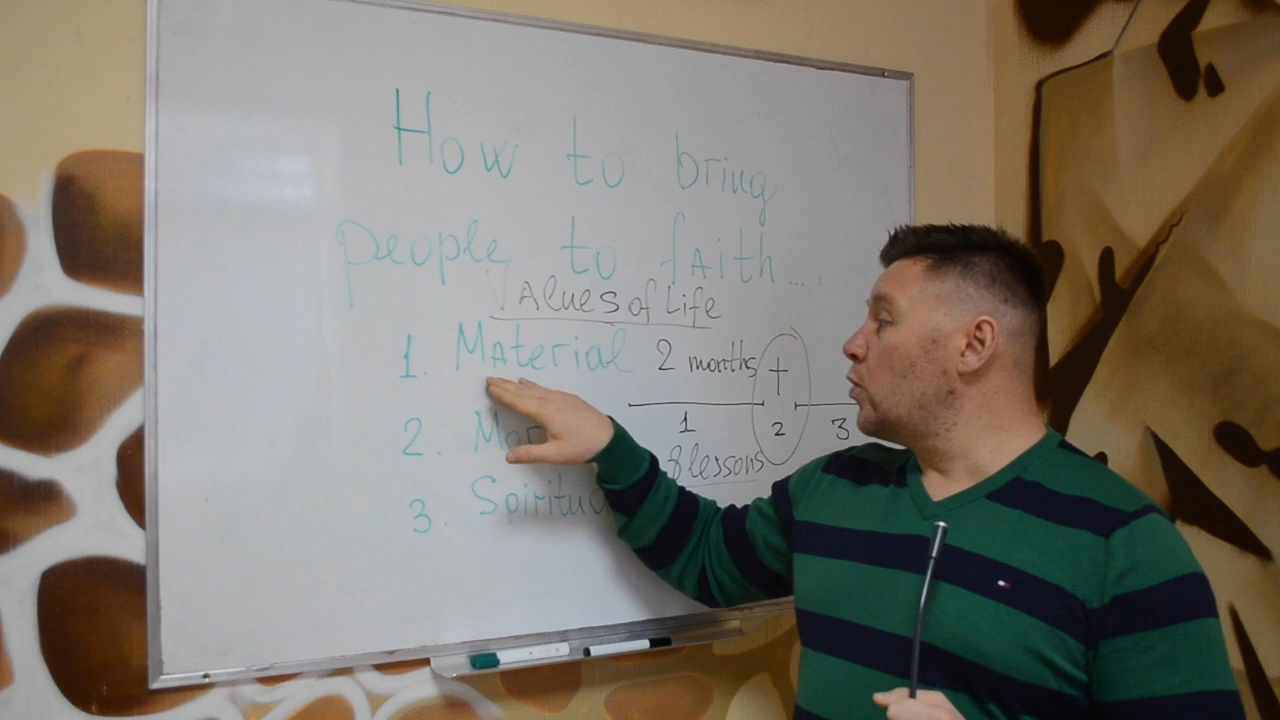 How to bring
people to faith...
Values of Life
1. Material 2 months +
1 2 3
2.
8 lessons
3.